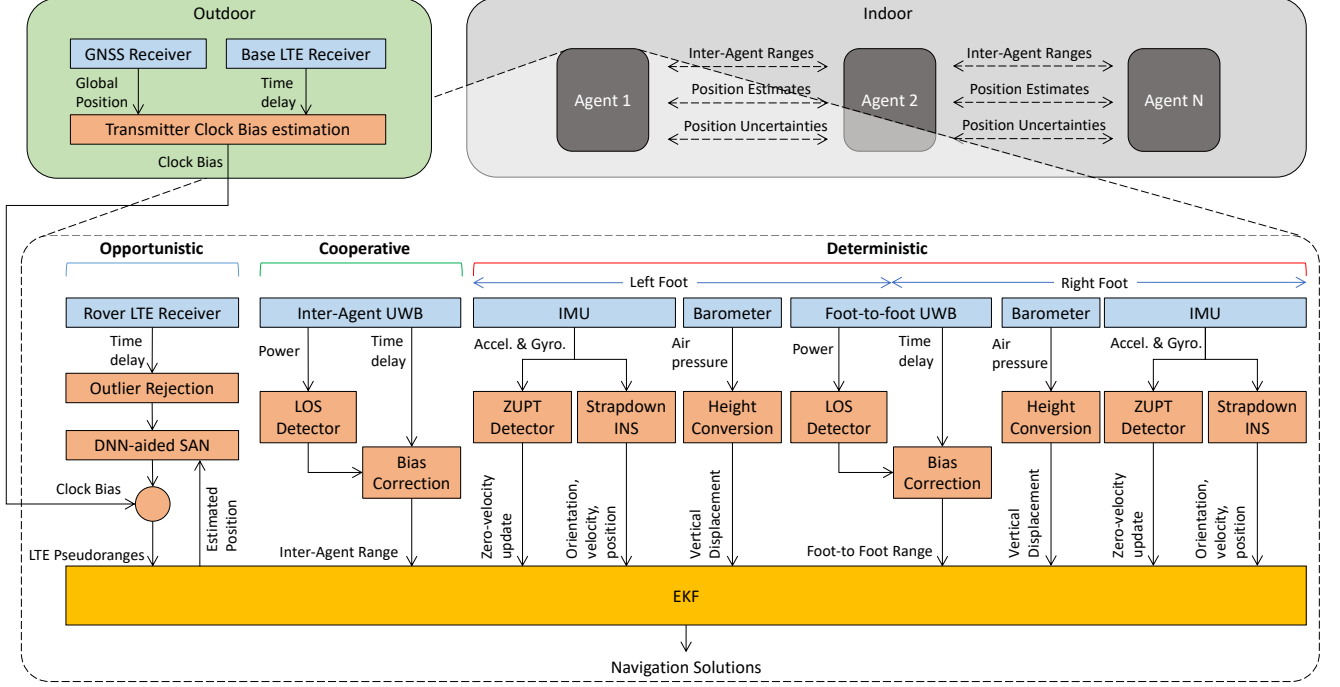 Outdoor
Indoor
GNSS Receiver
Base LTE Receiver
Global
Position
Time
delay
Transmitter Clock Bias estimation
Clock Bias
Agent 1
Inter-Agent Ranges
Position Estimates
Position Uncertainties
Agent 2
Inter-Agent Ranges
Position Estimates
Position Uncertainties
Agent N
Opportunistic
Cooperative
Deterministic
Left Foot
Right Foot
Rover LTE Receiver
Inter-Agent UWB
IMU
Barometer
Foot-to-foot UWB
Barometer
IMU
Time
delay
Power
Time
delay
Accel. & Gyro.
Air
pressure
Power
Time
delay
Air
pressure
Accel. & Gyro.
Outlier Rejection
DNN-aided SAN
LOS
Detector
Bias
Correction
ZUPT
Detector
Strapdown
INS
Height
Conversion
LOS
Detector
Bias
Correction
Height
Conversion
ZUPT
Detector
Strapdown
INS
Clock Bias
LTE Pseudoranges
Estimated
Position
Inter-Agent Range
Zero-velocity
update
Orientation,
velocity,
position
Vertical
Displacement
Foot-to Foot Range
Vertical
Displacement
Zero-velocity
update
Orientation,
velocity,
position
EKF
Navigation Solutions